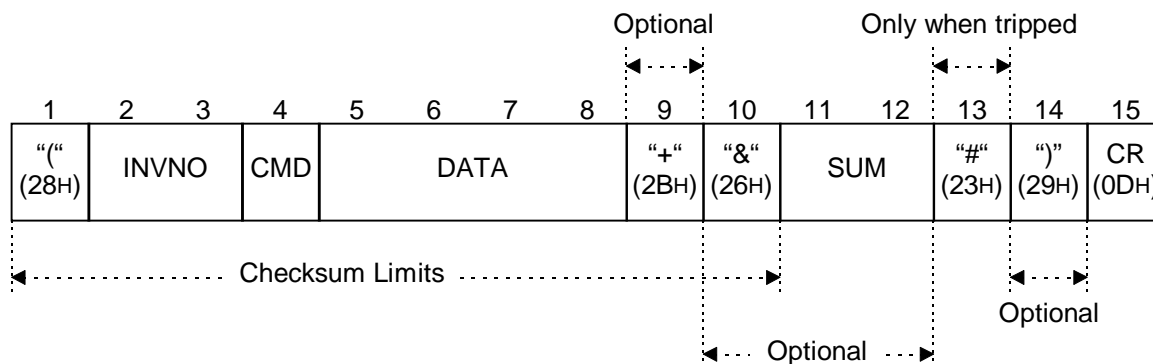 Optional Only when tripped
1 2 3 4 5 6 7 8 9 10 11 12 13 14 15
“(“ INVNO CMD DATA “+“ “&“ SUM “#“ “)” CR
(28H) (2BH) (26H) (23H) (29H) (0DH)
Checksum Limits
Optional
Optional